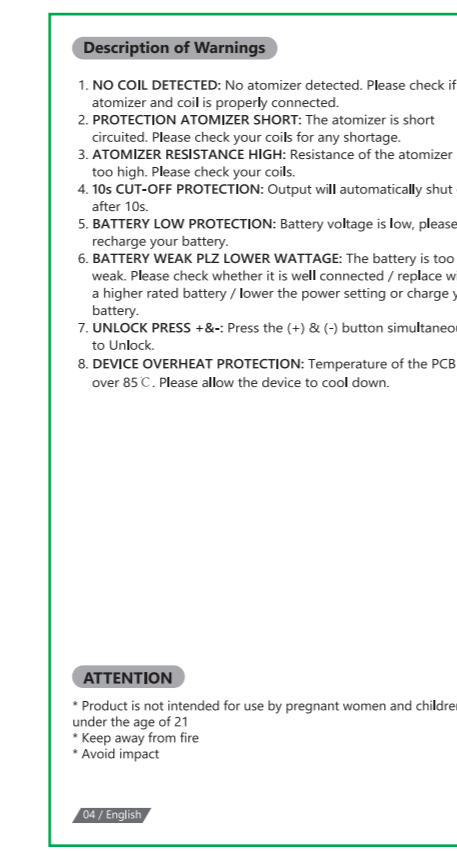 Description of Warnings
1. NO COIL DETECTED: No atomizer detected. Please check if
atomizer and coil is properly connected.
2. PROTECTION ATOMIZER SHORT: The atomizer is short
circuited. Please check your coils for any shortage.
3. ATOMIZER RESISTANCE HIGH: Resistance of the atomizer
too high. Please check your coils.
4. 10s CUT-OFF PROTECTION: Output will automatically shut
after 10s.
5. BATTERY LOW PROTECTION: Battery voltage is low, please
recharge your battery.
6. BATTERY WEAK PLZ LOWER WATTAGE: The battery is too
weak. Please check whether it is well connected / replace
a higher rated battery / lower the power setting or charge
battery.
7. UNLOCK PRESS +&-: Press the (+) & (-) button
to Unlock.
8. DEVICE OVERHEAT PROTECTION: Temperature of the PCB
over 85℃. Please allow the device to cool down.
ATTENTION
* Product is not intended for use by pregnant women and
under the age of 21
* Keep away from fire
* Avoid impact
04 / English